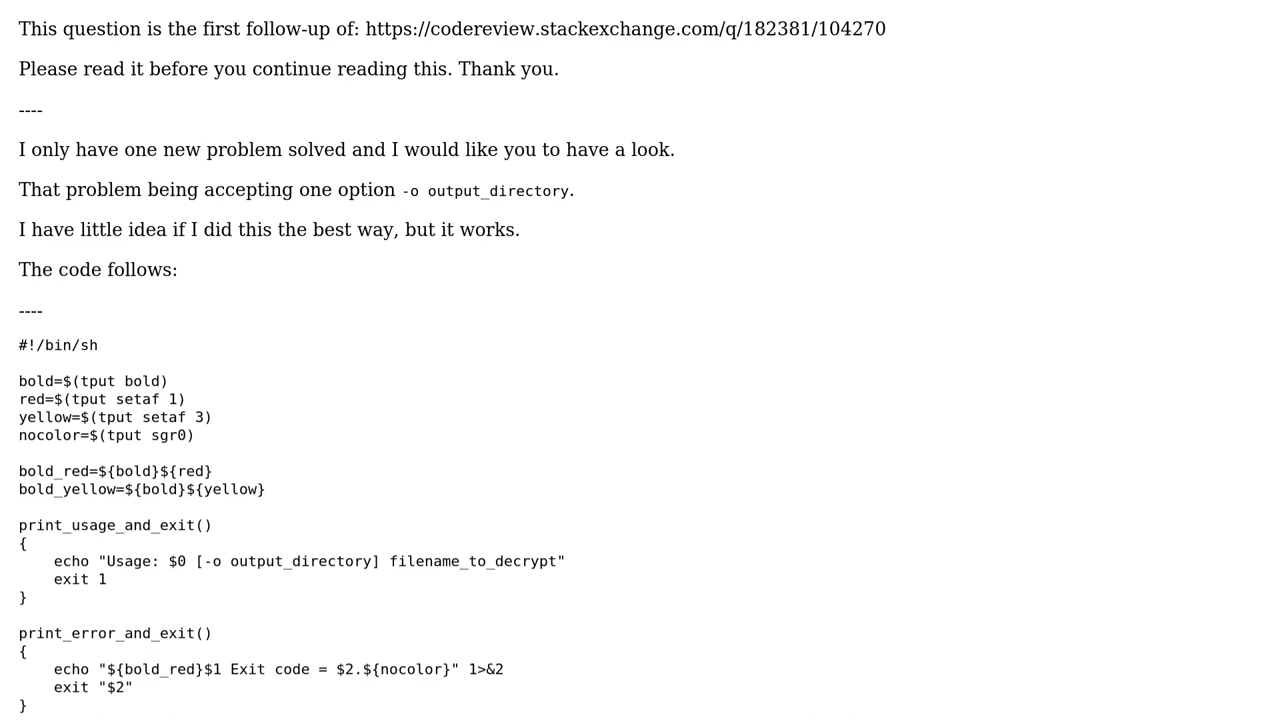 This question is the first follow-up of: https://codereview.stackexchange.com/q/182381/104270
Please read it before you continue reading this. Thank you.
----
I only have one new problem solved and I would like you to have a look.
That problem being accepting one option -o output_directory.
I have little idea if I did this the best way, but it works.
The code follows:
----
#!/bin/sh
bold=$(tput bold)
red=$(tput setaf 1)
yellow=$(tput setaf 3)
nocolor=$(tput sgr0)
bold_red=${bold}${red}
bold_yellow=${bold}${yellow}
print_usage_and_exit()
{
    echo "Usage: $0 [-o output_directory] filename_to_decrypt"
    exit 1
}
print_error_and_exit()
{
    echo "${bold_red}$1 Exit code = $2.${nocolor}" 1>&2
    exit "$2"
}